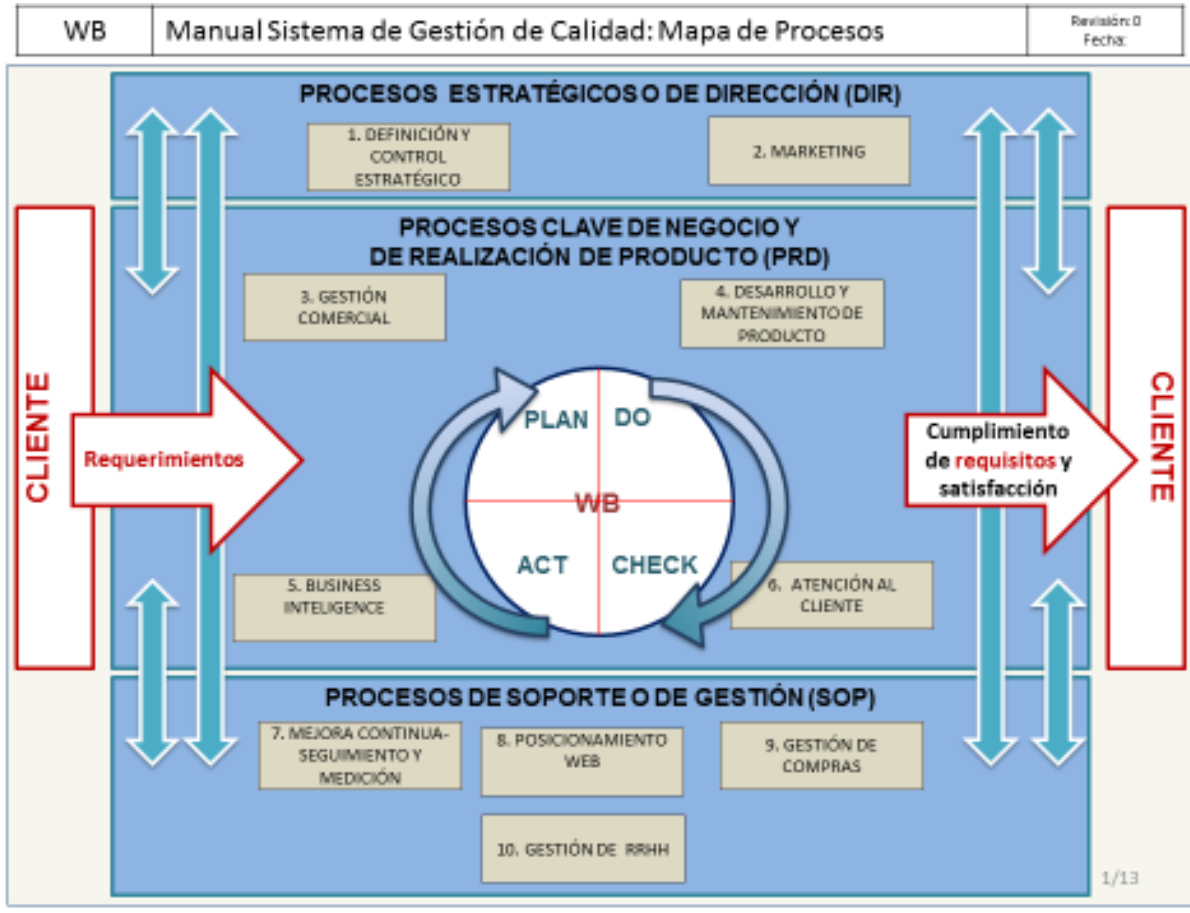 WB
Manual Sistema de Gestión de Calidad: Mapa de Procesos
Revisión: 0
Fecha:
PROCESOS ESTRATÉGICOS O DE DIRECCIÓN (DIR)
1. DEFINICIÓN Y
CONTROL
ESTRATÉGICO
2. MARKETING
PROCESOS CLAVE DE NEGOCIO Y
DE REALIZACIÓN DE PRODUCTO (PRD)
3. GESTIÓN
COMERCIAL
4. DESARROLLO Y
MANTENIMIENTO DE
PRODUCTO
CLIENTE
Requerimientos
PLAN
DO
WB
ACT
CHECK
Cumplimiento
de requisitos y
satisfacción
CLIENTE
5. BUSINESS
INTELIGENCE
6. ATENCIÓN AL
CLIENTE
PROCESOS DE SOPORTE O DE GESTIÓN (SOP)
7. MEJORA CONTINUA-
SEGUIMIENTO Y
MEDICIÓN
8. POSICIONAMIENTO
WEB
9. GESTIÓN DE
COMPRAS
10. GESTIÓN DE RRHH
1/13